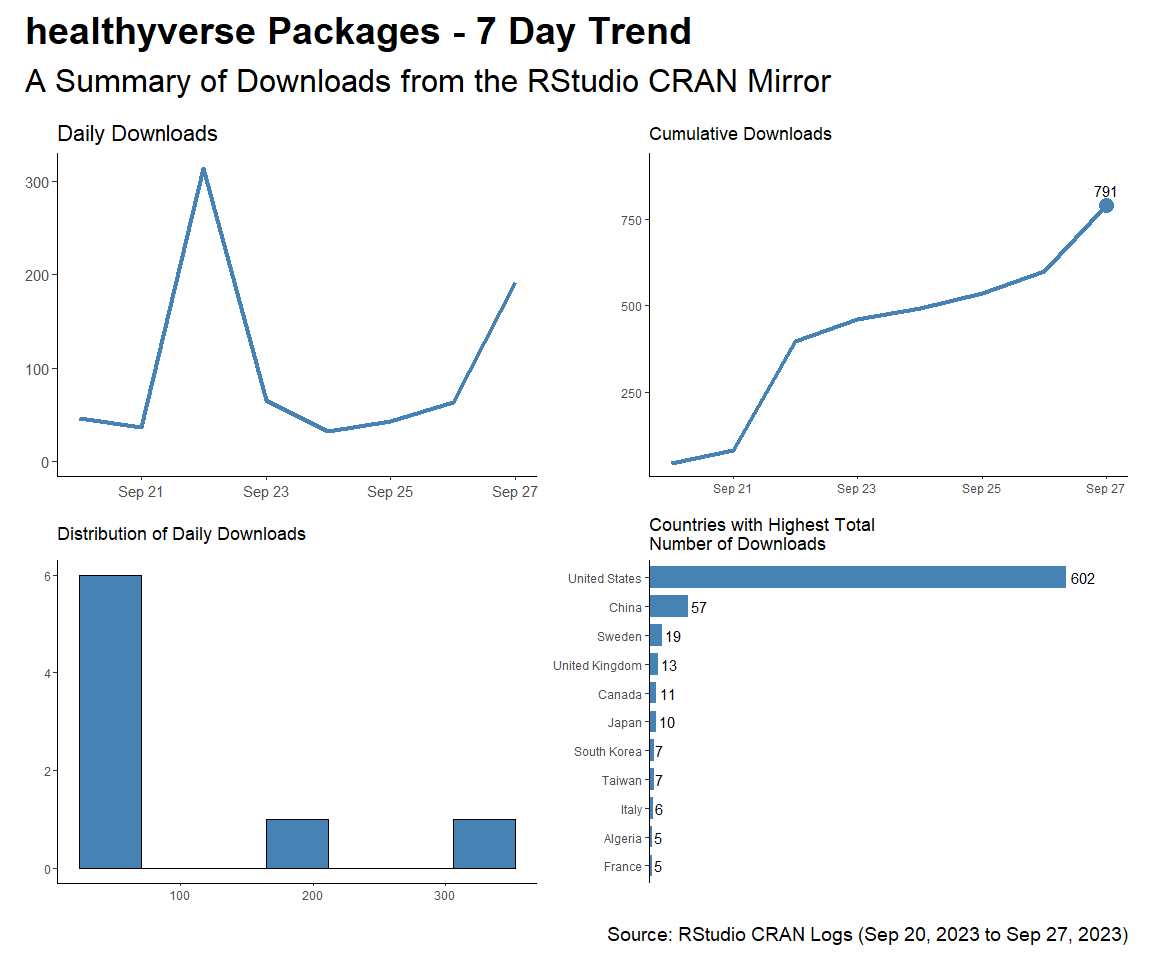 healthyverse Packages - 7 Day Trend
A Summary of Downloads from the RStudio CRAN Mirror
Daily Downloads
300
200
100
0
Sep 21 Sep 23 Sep 25 Sep 27
Cumulative Downloads
791
750
500
250
Sep 21 Sep 23 Sep 25 Sep 27
Distribution of Daily Downloads
6
4
2
0
100 200 300
Countries with Highest Total
Number of Downloads
United States 602
China 57
Sweden 19
United Kingdom 13
Canada 11
Japan 10
South Korea 7
Taiwan 7
Italy 6
Algeria 5
France 5
Source: RStudio CRAN Logs (Sep 20, 2023 to Sep 27, 2023)